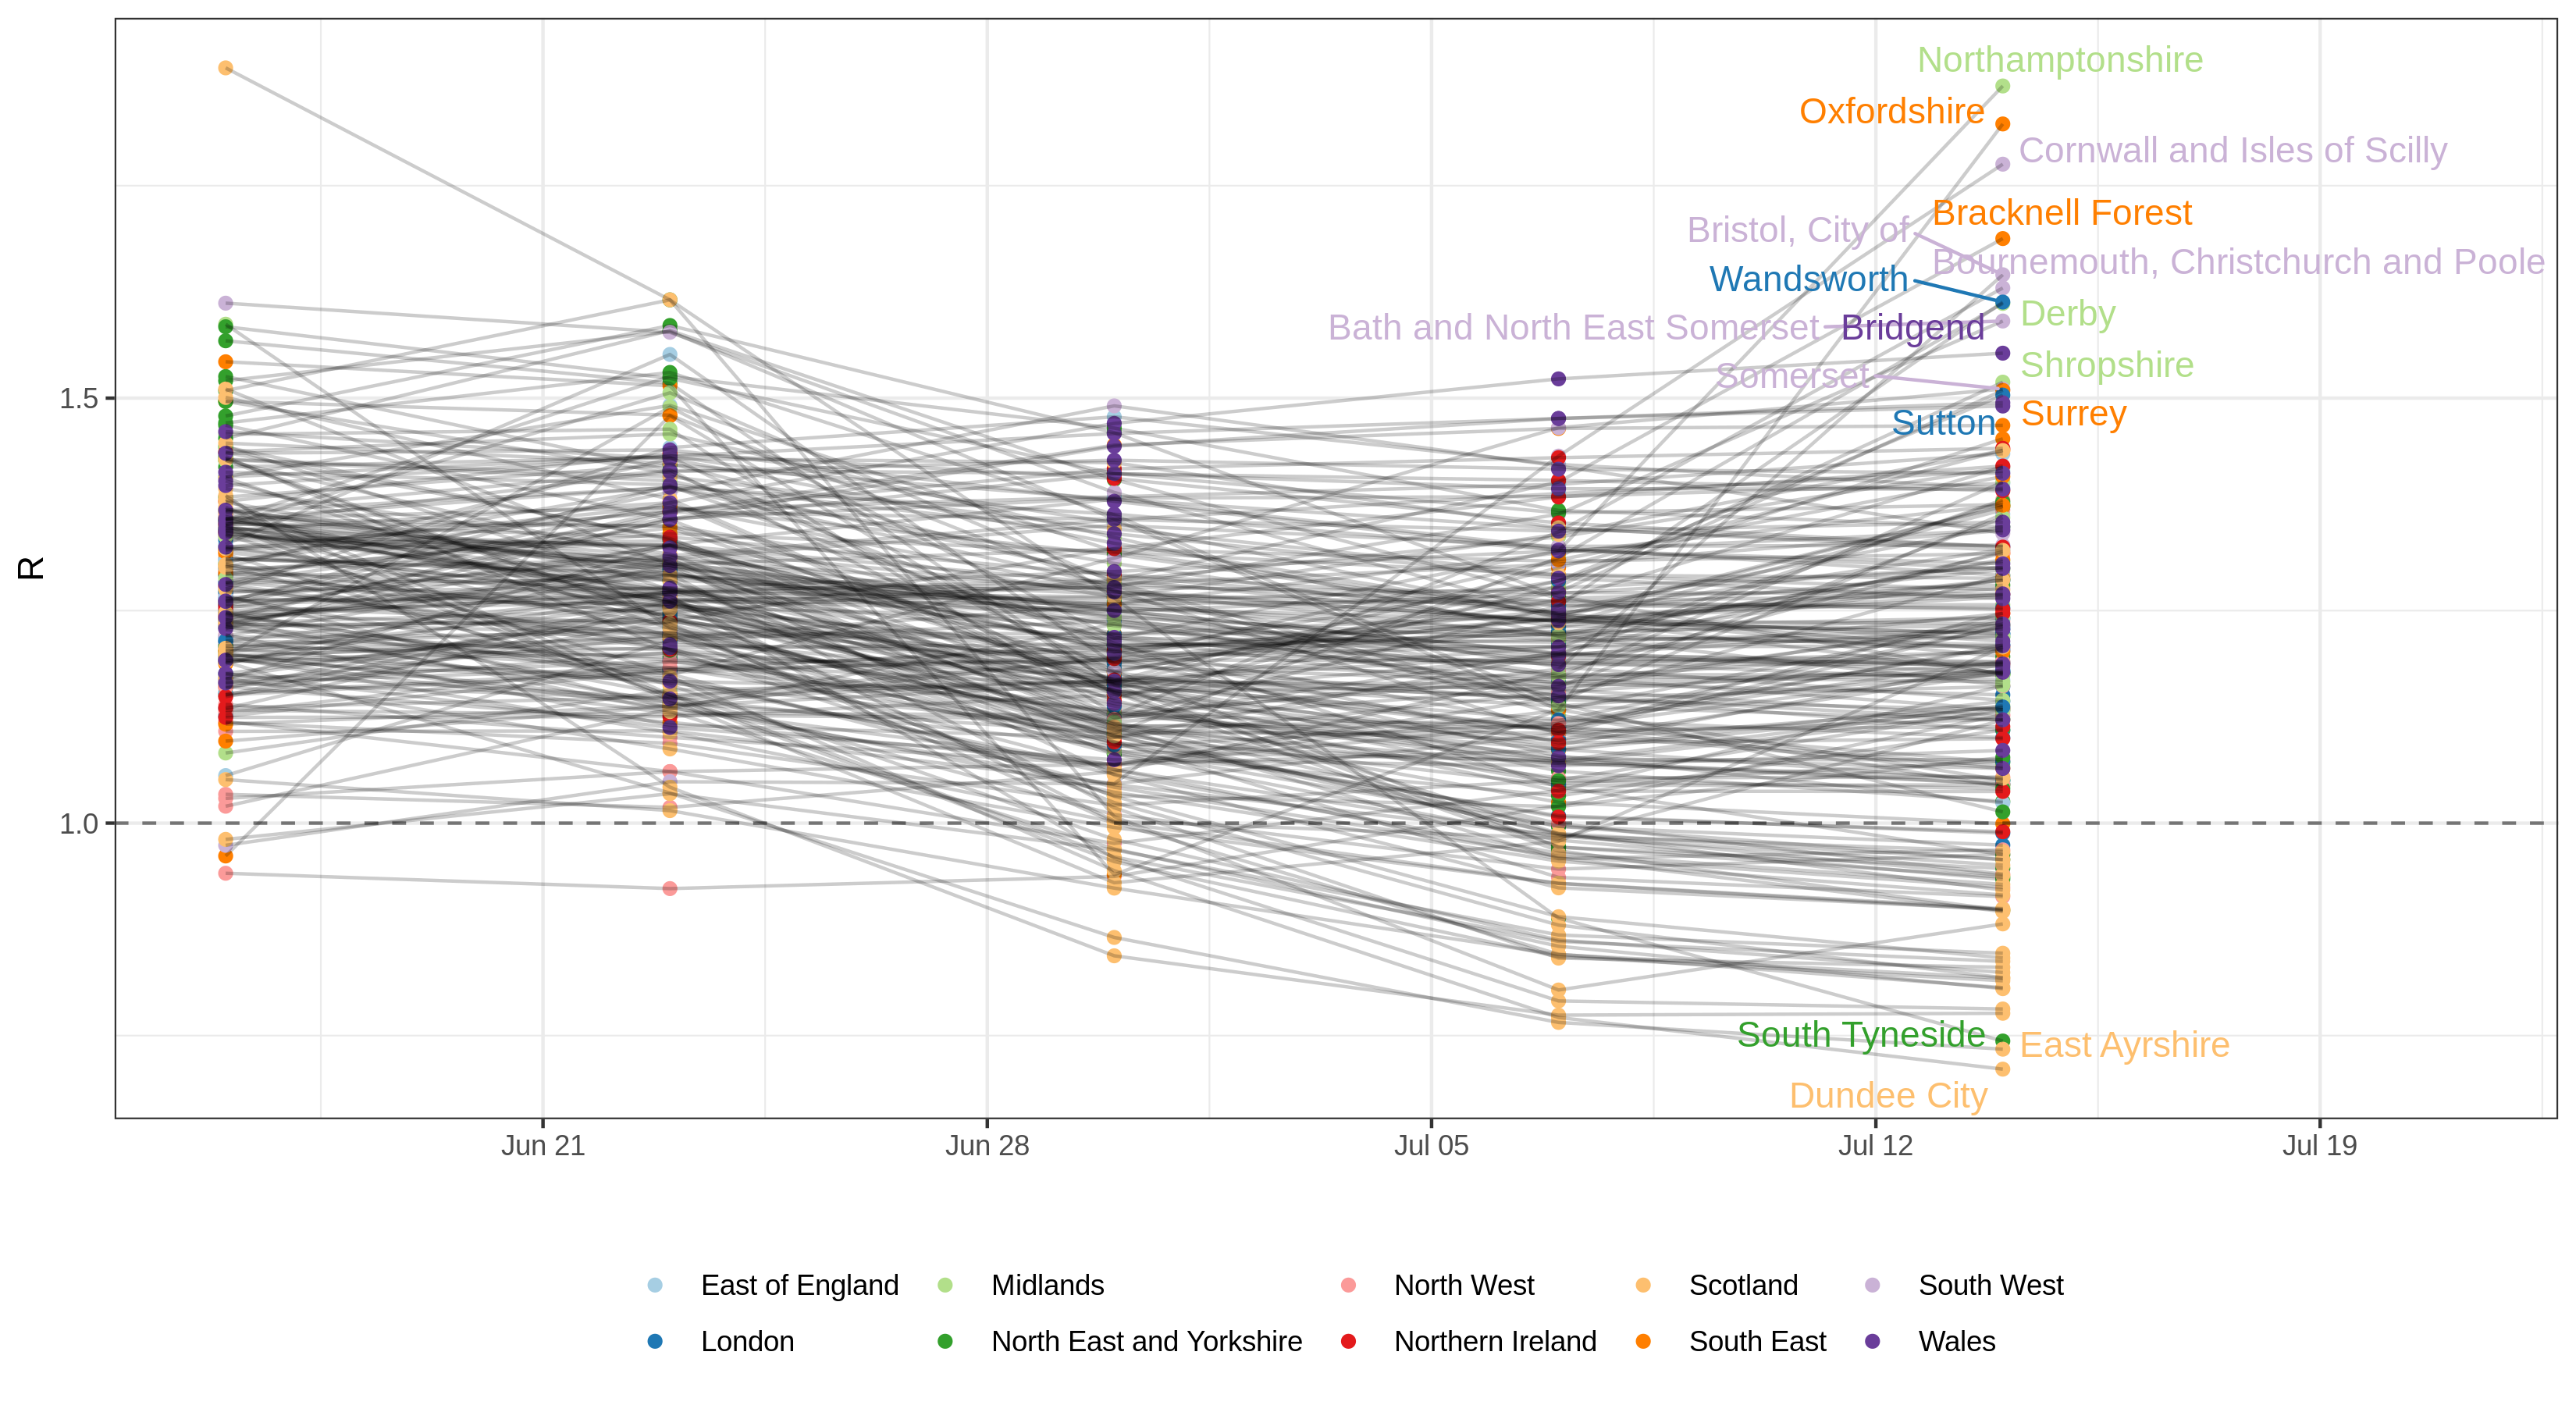 Northamptonshire
Oxfordshire
Cornwall and Isles of Scilly
Bracknell Forest
Bristol, City of
Bournemouth, Christchurch and Poole
Wandsworth
Derby
Bath and North East Somerset
Bridgend
Shropshire
Somerset
1.5
Surrey
Sutton
R
1.0
South Tyneside
East Ayrshire
Dundee City
Jun 21 Jun 28 Jul 05 Jul 12 Jul 19
East of England Midlands North West Scotland South West
London North East and Yorkshire Northern Ireland South East Wales